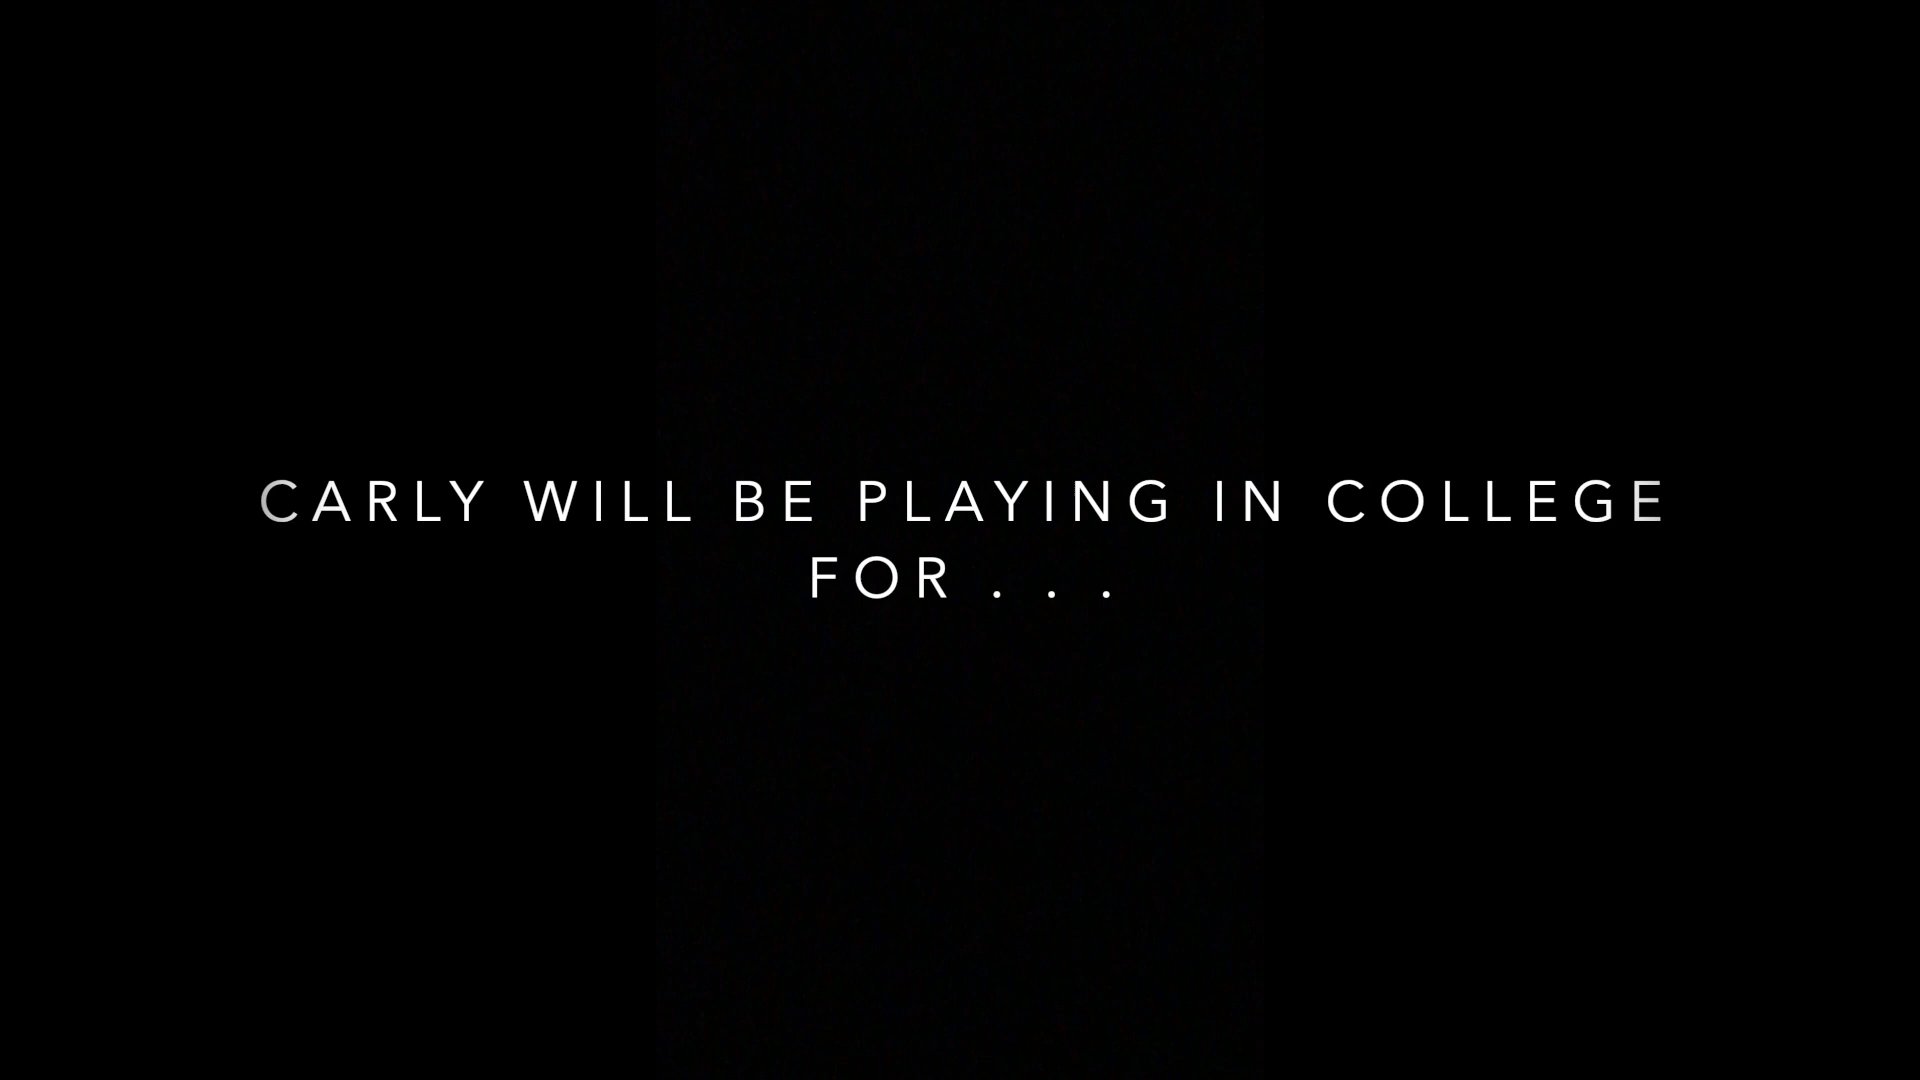 CARLY WILL BE PLAYING IN COLLEGE
FOR . . .